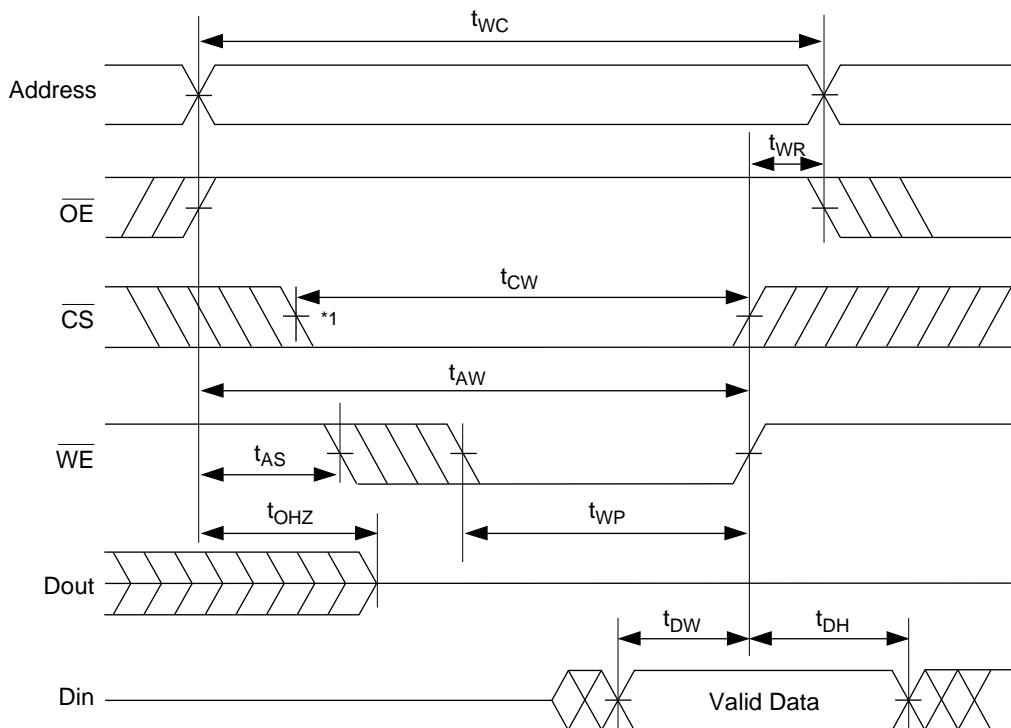 tWC
Address
tWR
OE
tCW
CS
*1
tAW
WE
tAS
tOHZ
tWP
Dout
tDW
tDH
Din
Valid Data